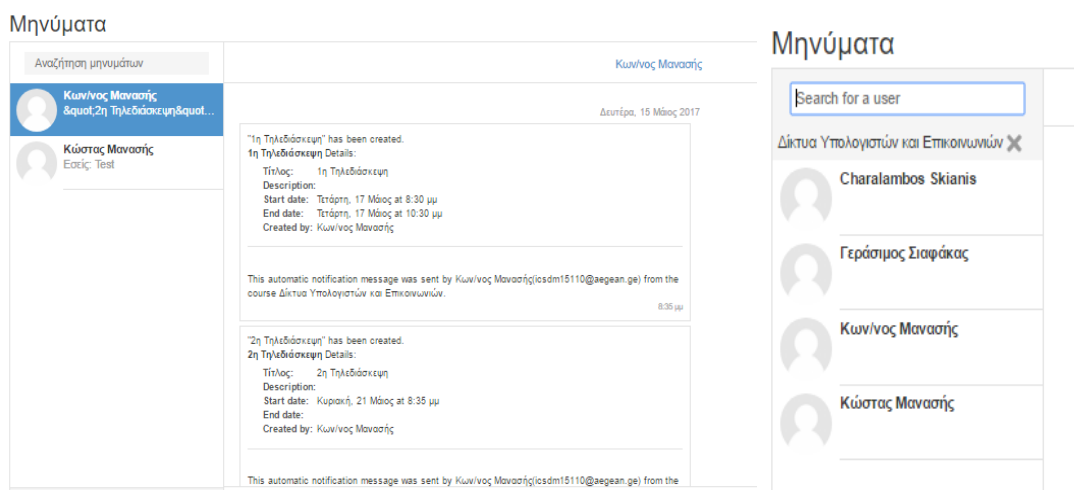 Μηνύματα
Αναζήτηση μηνυμάτων
Κων/νος Μανασής
&quot;2η Τηλεδιάσκεψη&quot...
Κώστας Μανασής
Εσείς: Test
Κων/νος Μανασής
Δευτέρα, 15 Μάιος 2017
"1η Τηλεδιάσκεψη" has been created.
1η Τηλεδιάσκεψη Details:
Τίτλος: 1η Τηλεδιάσκεψη
Description:
Start date: Τετάρτη, 17 Μάιος at 8:30 μμ
End date: Τετάρτη, 17 Μάιος at 10:30 μμ
Created by: Κων/νος Μανασής
This automatic notification message was sent by Κων/νος Μανασής(icsdm15110@aegean.ge) from the
course Δίκτυα Υπολογιστών και Επικοινωνιών.
8:35 μμ
"2η Τηλεδιάσκεψη" has been created.
2η Τηλεδιάσκεψη Details:
Τίτλος: 2η Τηλεδιάσκεψη
Description:
Start date: Κυριακή, 21 Μάιος at 8:35 μμ
End date:
Created by: Κων/νος Μανασής
This automatic notification message was sent by Κων/νος Μανασής(icsdm15110@aegean.ge) from the
Μηνύματα
Search for a user
Δίκτυα Υπολογιστών και Επικοινωνιών
Charalambos Skianis
Γεράσιμος Σιαφάκας
Κων/νος Μανασής
Κώστας Μανασής